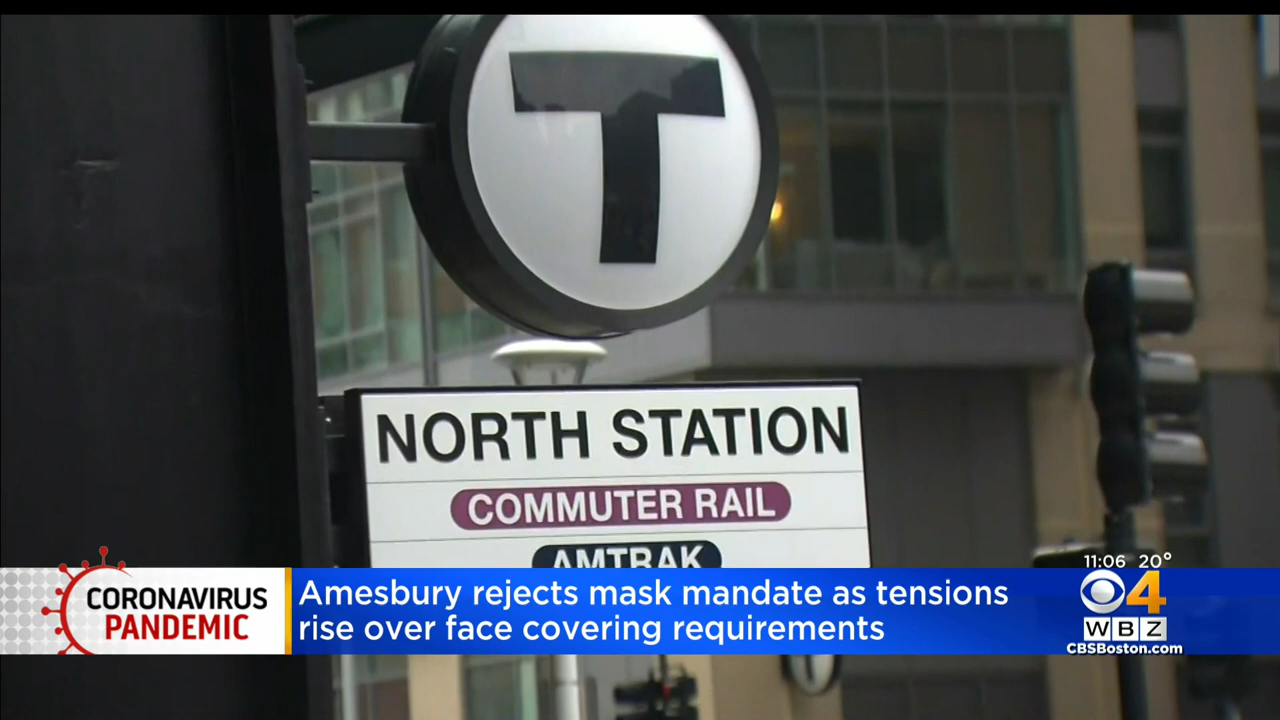 T
NORTH STATION
COMMUTER RAIL
AMTRAK
11:06 20°
CORONAVIRUS
PANDEMIC
Amesbury rejects mask mandate as tensions
rise over face covering requirements
4
WBZ
CBSBoston.com